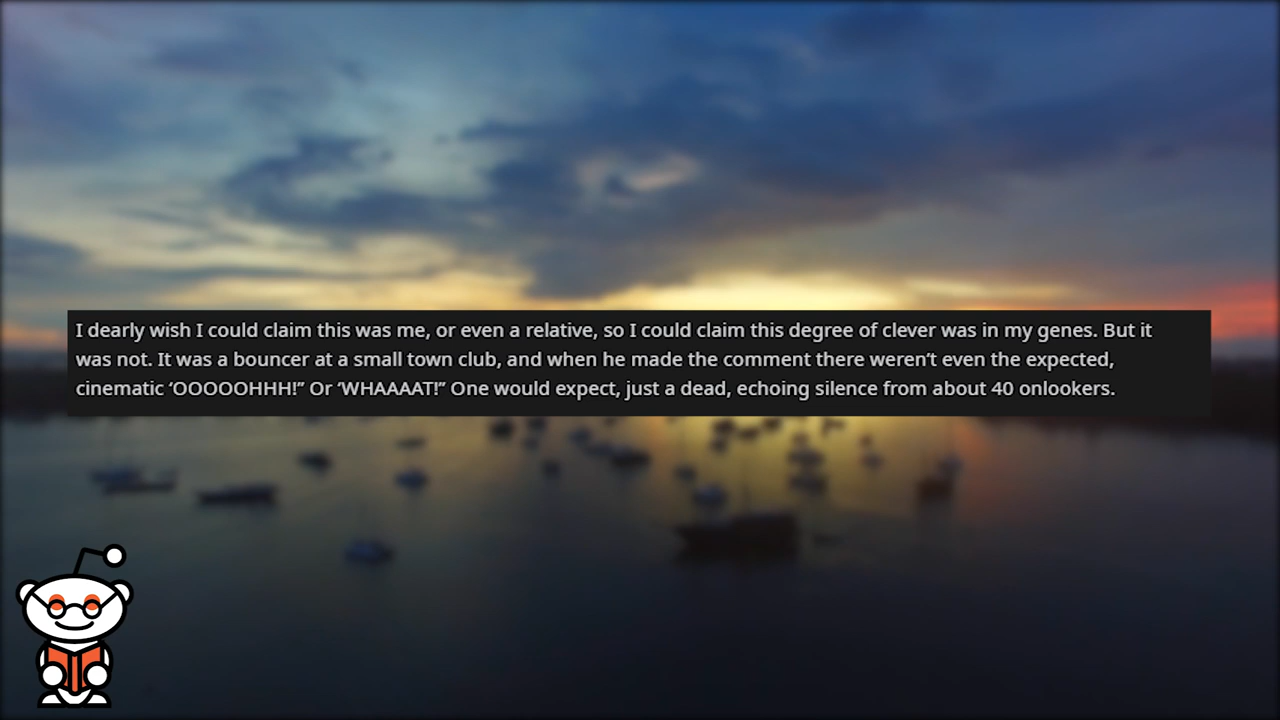 I dearly wish I could claim this was me, or even a relative, so I could claim this degree of clever was in my genes. But it
was not. It was a bouncer at a small town club, and when he made the comment there weren’t even the expected,
cinematic ‘OOOOOHHH!” Or ‘WHAAAAT!” One would expect, just a dead, echoing silence from about 40 onlookers.